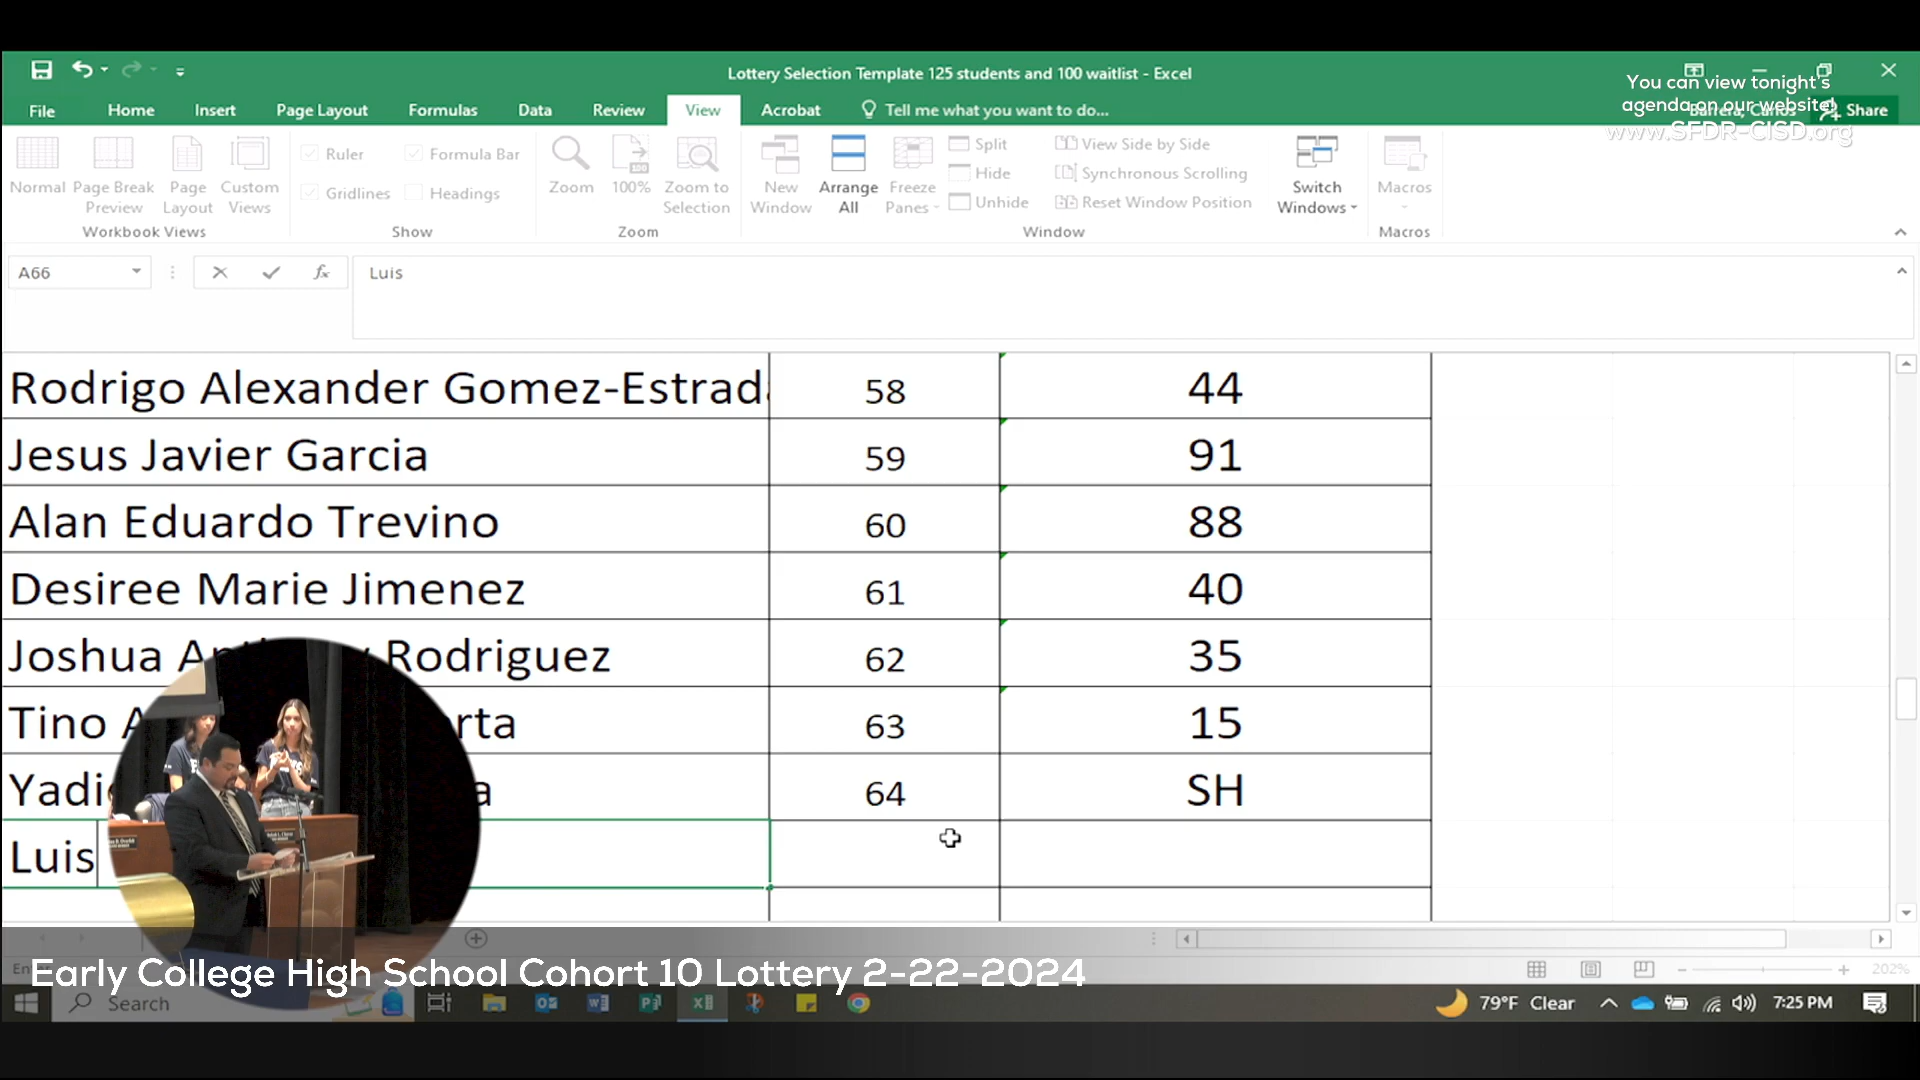 Lottery Selection Template 125 students and 100 waitlist - Excel
You can view tonight's
agenda on our website!
www.SFDR-CISD.org
File Home Insert Page Layout Formulas Data Review View Acrobat Tell me what you want to do... Barrera, Carlos Share
Normal Page Break Preview Page Layout Custom Views
Workbook Views
Ruler Formula Bar
Gridlines Headings
Show
Zoom 100% Zoom to Selection
Zoom
New Window Arrange All Freeze Panes
Split
Hide
Unhide
View Side by Side
Synchronous Scrolling
Reset Window Position
Switch Windows
Window
Macros
Macros
A66 fx Luis
Rodrigo Alexander Gomez-Estrad 58 44
Jesus Javier Garcia 59 91
Alan Eduardo Trevino 60 88
Desiree Marie Jimenez 61 40
Joshua Rodriguez 62 35
Tino 63 15
64 SH
Luis
202%
Early College High School Cohort 10 Lottery 2-22-2024
Search 79°F Clear 7:25 PM